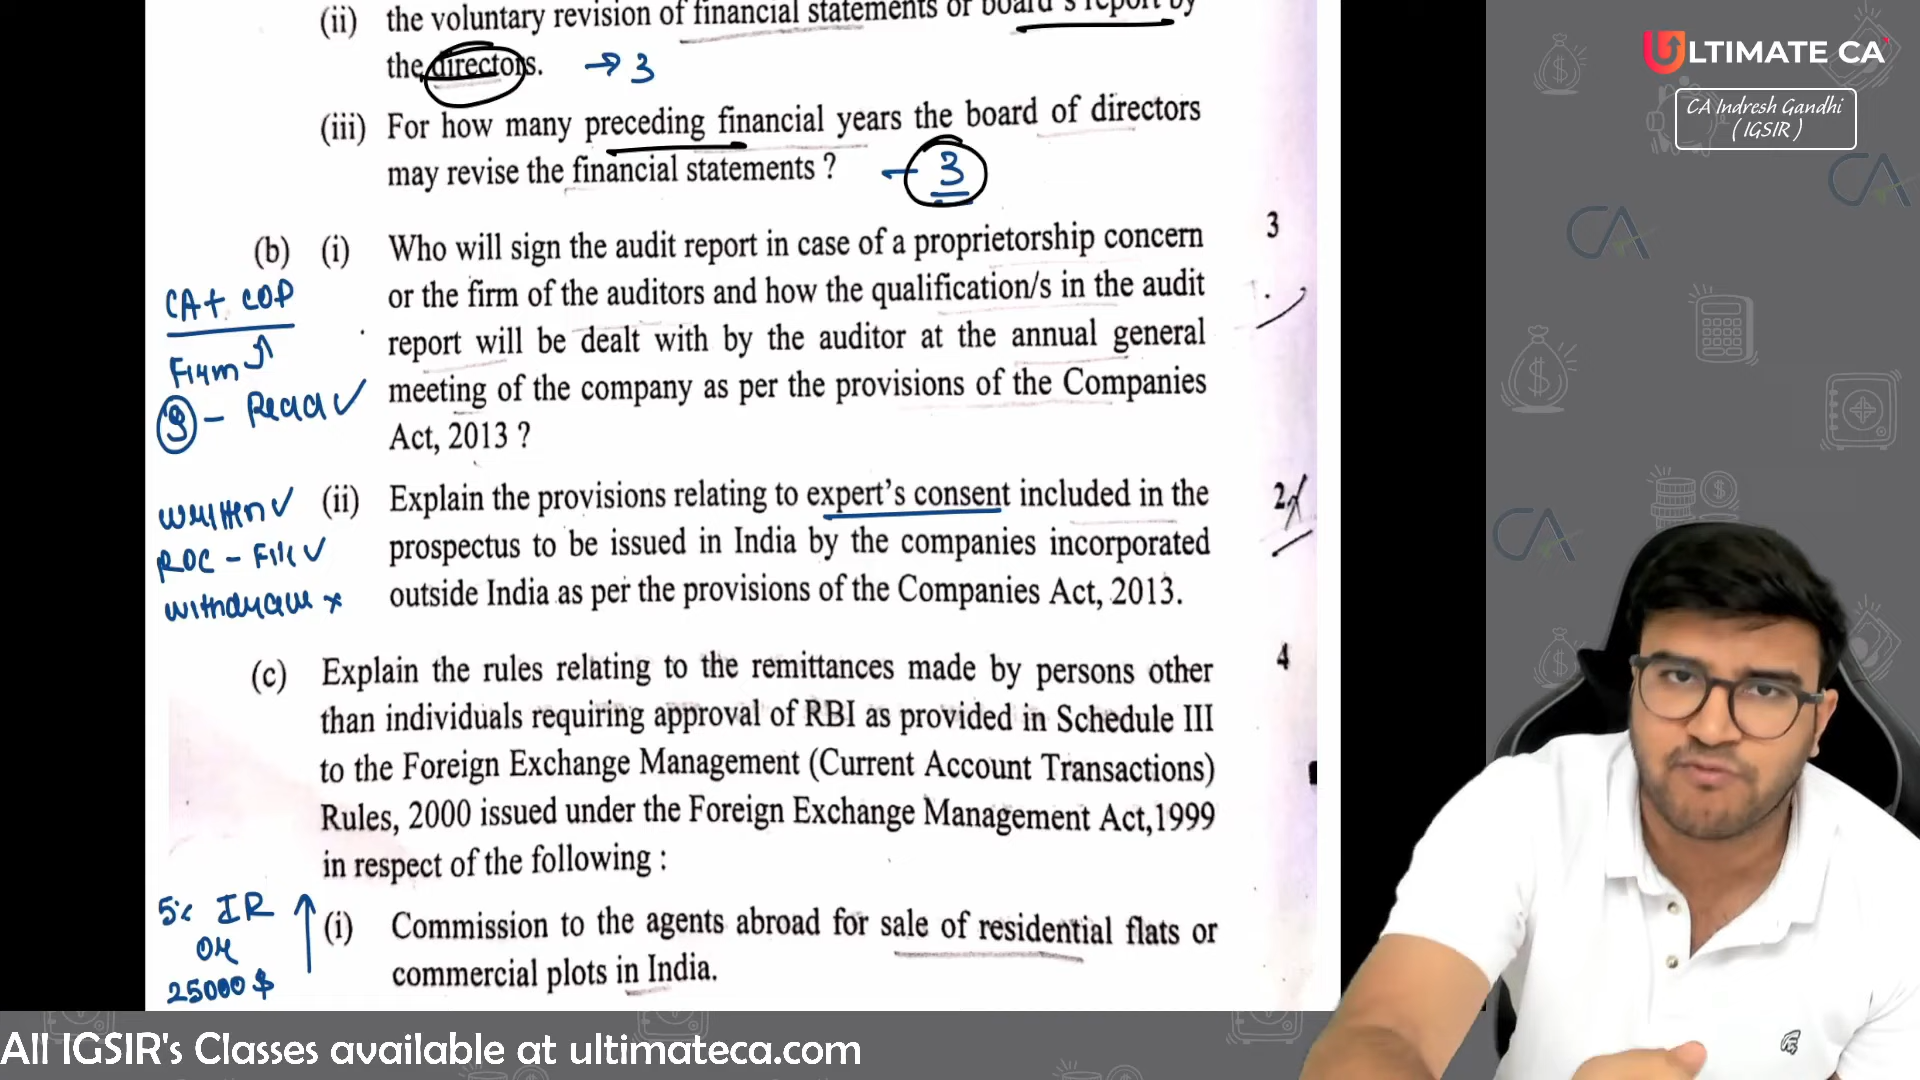 (ii) the voluntary revision of financial statements or board's report by
the directors. → 3
(iii) For how many preceding financial years the board of directors
may revise the financial statements ? - 3
(b) (i) Who will sign the audit report in case of a proprietorship concern 3
or the firm of the auditors and how the qualification/s in the audit
report will be dealt with by the auditor at the annual general
meeting of the company as per the provisions of the Companies
Act, 2013 ?
CA + COP
Firm
- Read ✓
(ii) Explain the provisions relating to expert's consent included in the 2
prospectus to be issued in India by the companies incorporated
outside India as per the provisions of the Companies Act, 2013.
written ✓
ROC - File ✓
withdraw ×
(c) Explain the rules relating to the remittances made by persons other 4
than individuals requiring approval of RBI as provided in Schedule III
to the Foreign Exchange Management (Current Account Transactions)
Rules, 2000 issued under the Foreign Exchange Management Act,1999
in respect of the following :
(i) Commission to the agents abroad for sale of residential flats or
commercial plots in India.
5% IR
OR
25000 $
ULTIMATE CA
CA Indresh Gandhi
( IGSIR )
CA
CA
CA
All IGSIR's Classes available at ultimateca.com